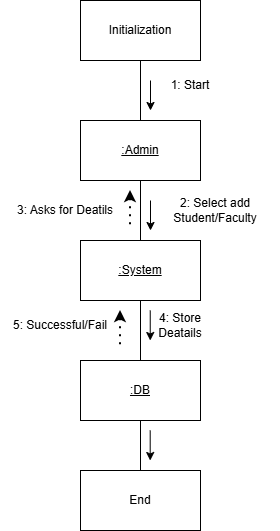 Initialization
1: Start
:Admin
3: Asks for Deatils
2: Select add
Student/Faculty
:System
5: Successful/Fail
4: Store
Deatails
:DB
End